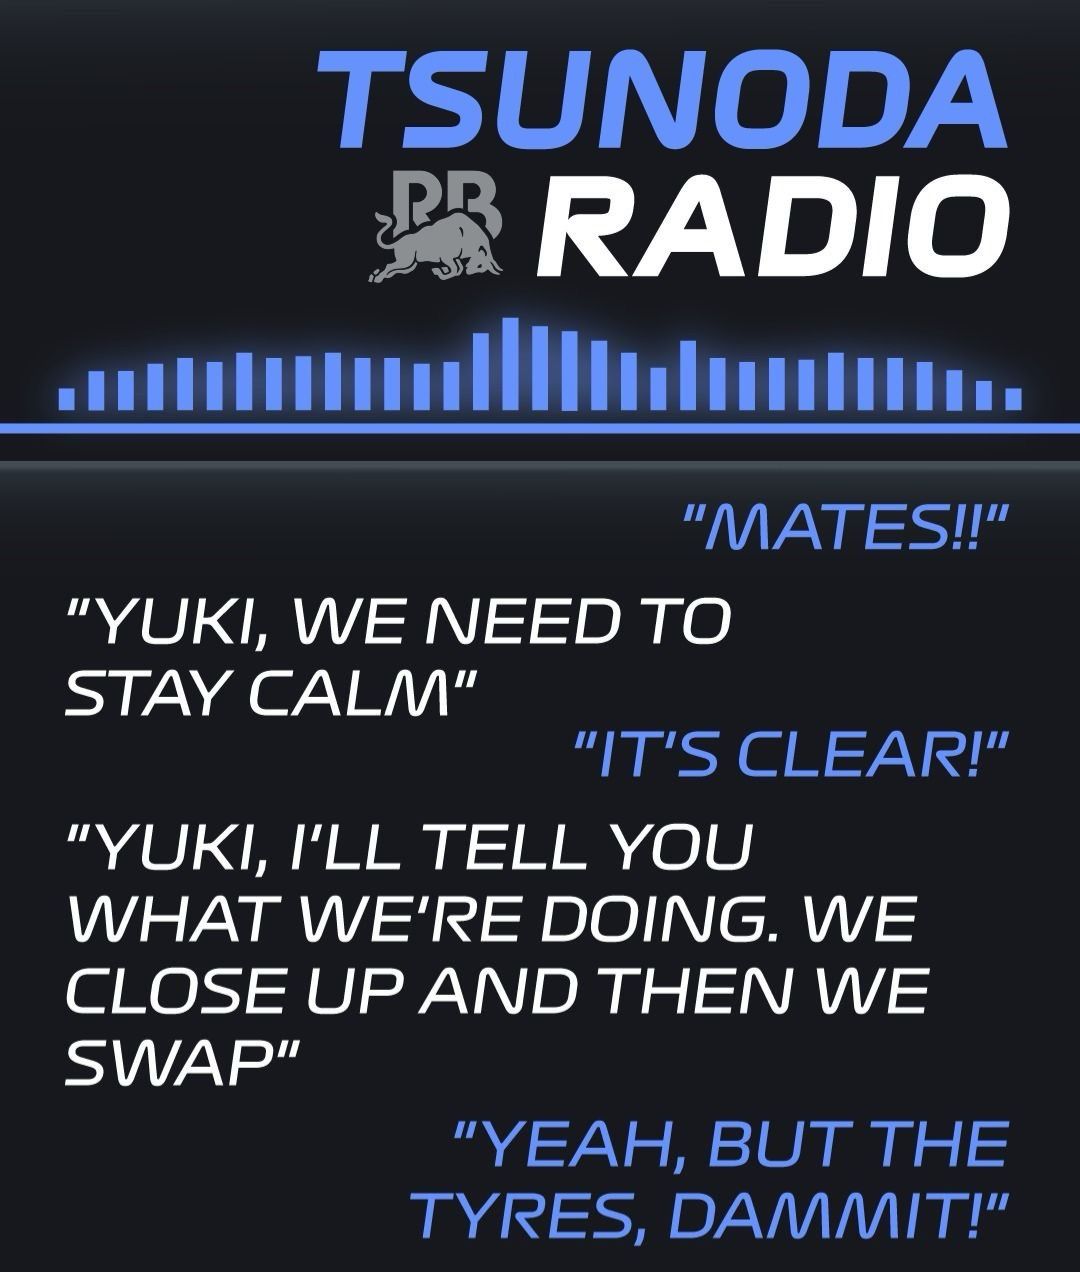 TSUNODA
RB RADIO
"MATES!!"
"YUKI, WE NEED TO
STAY CALM"
"IT'S CLEAR!"
"YUKI, I'LL TELL YOU
WHAT WE'RE DOING. WE
CLOSE UP AND THEN WE
SWAP"
"YEAH, BUT THE
TYRES, DAMMIT!"